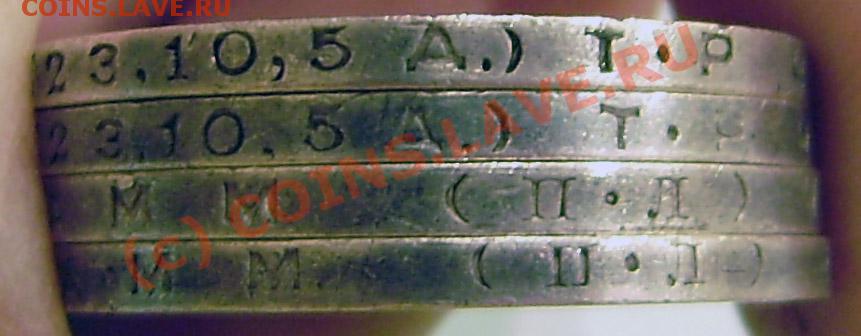 COINS.LAVE.RU
23,10,5 Д.) Т•Р
23,10,5 Д.) Т•
М М (П•Л)
М М (П•Л)
(c) COINS.LAVE.RU